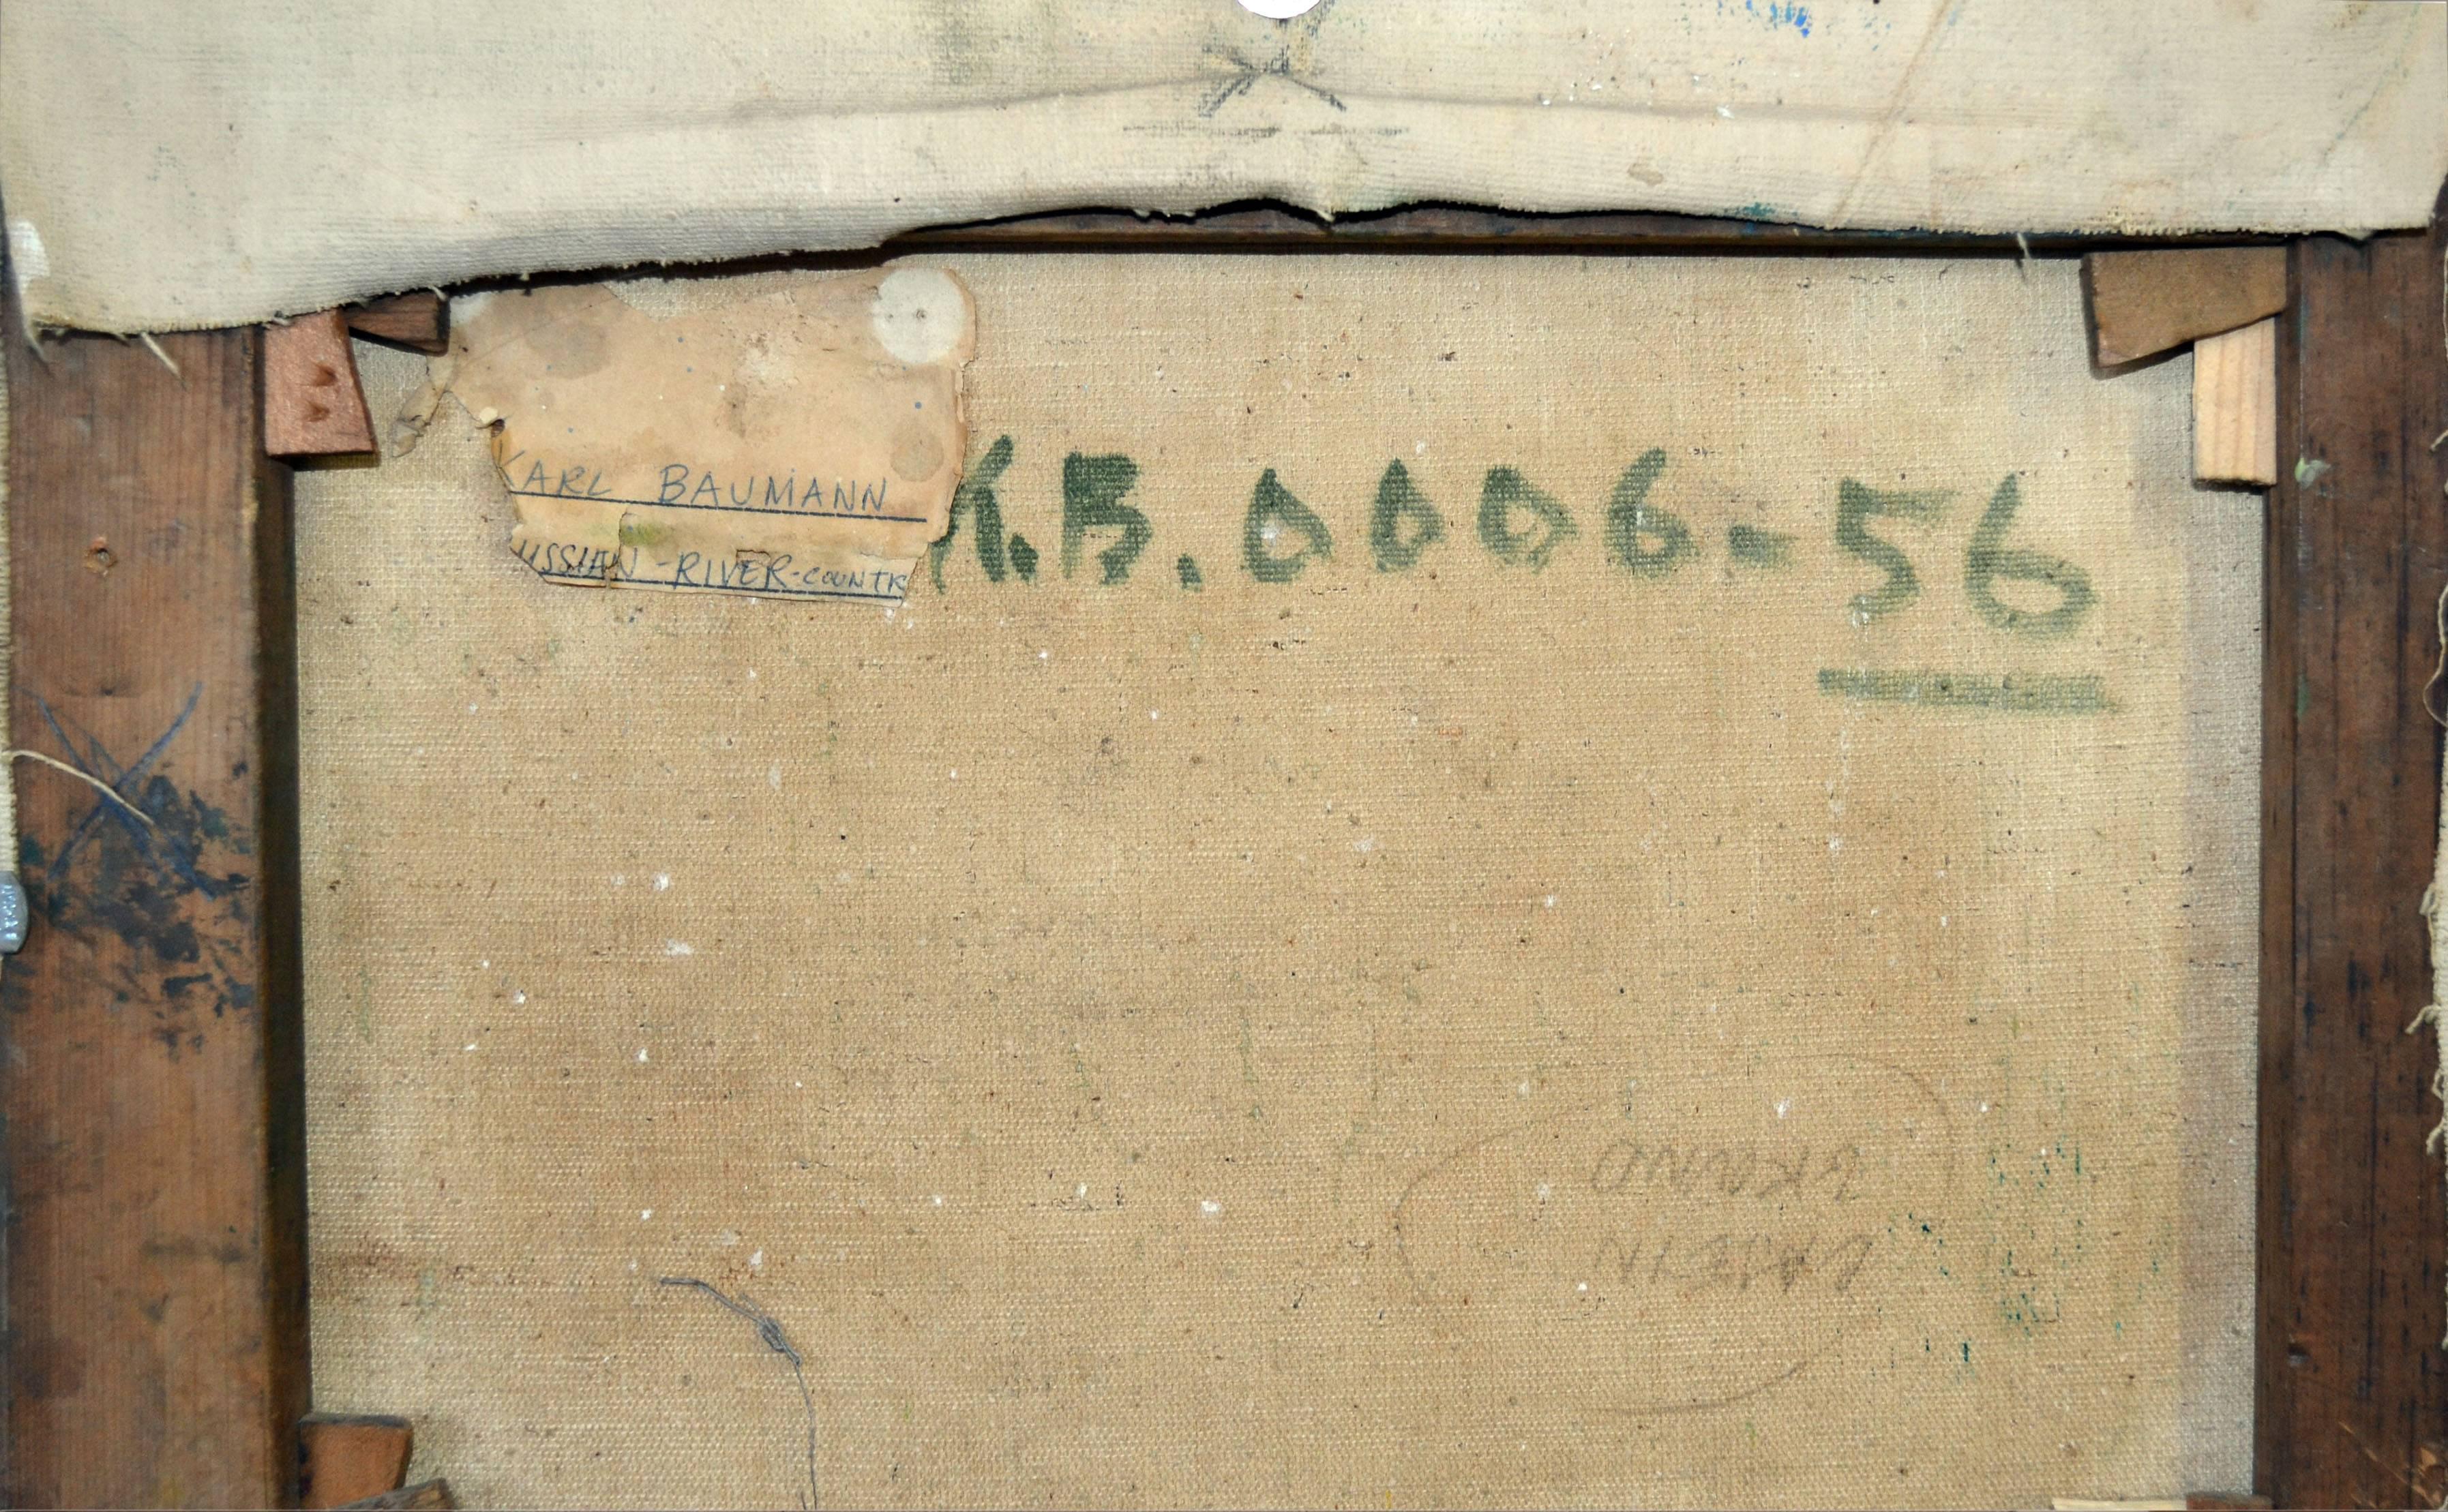 KARL BAUMANN
USSIAN-RIVER-COUNTR
K.B. 0006-56